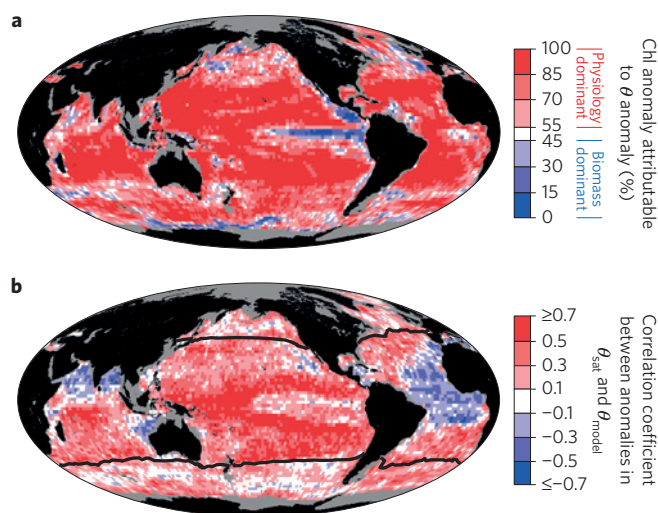 a
100
85
70
55
45
30
15
0
Physiology
dominant
Biomass
dominant
Chl anomaly attributable
to θ anomaly (%)
b
≥0.7
0.5
0.3
0.1
−0.1
−0.3
−0.5
≤−0.7
Correlation coefficient
between anomalies in
θsat and θmodel